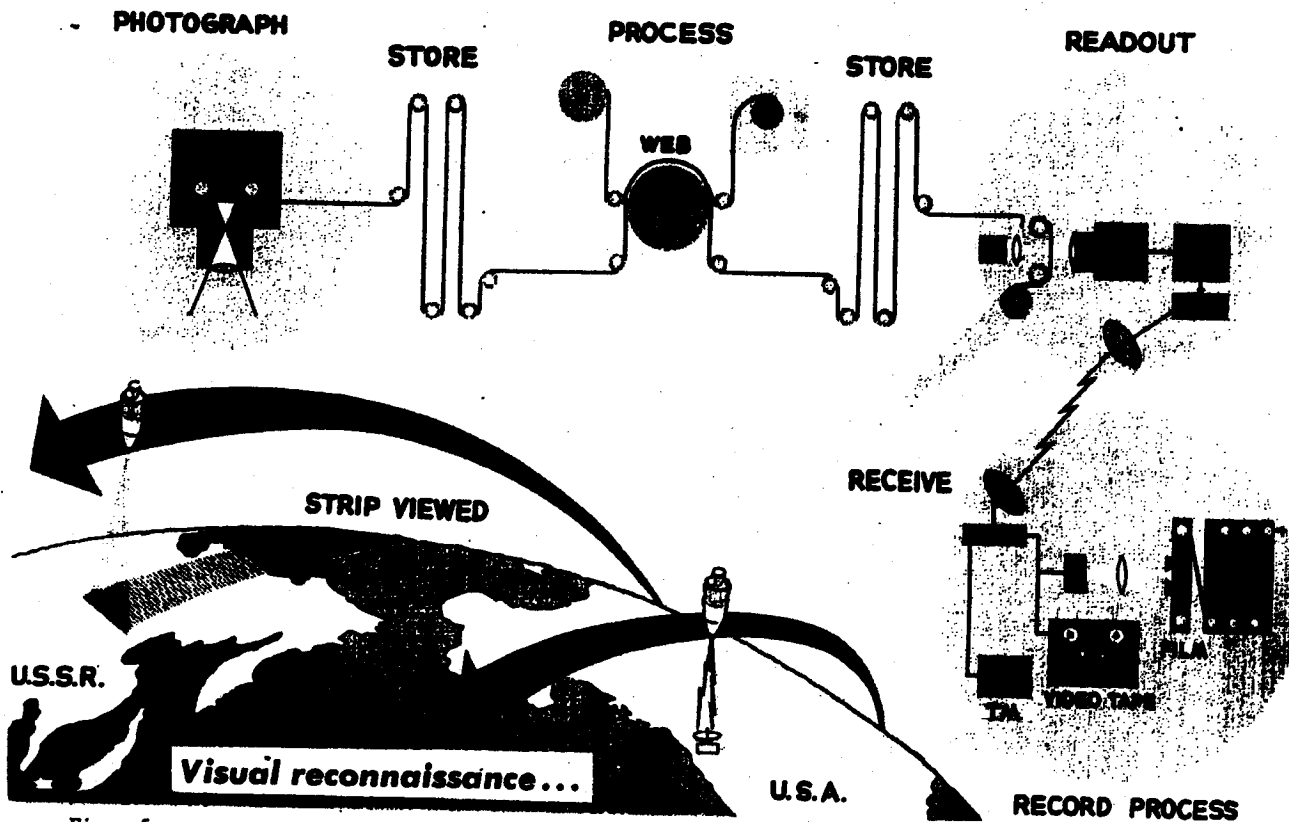 PHOTOGRAPH
STORE
PROCESS
STORE
READOUT
WEB
STRIP VIEWED
RECEIVE
U.S.S.R.
FILM
T/M
VIDEO TAPE
Visual reconnaissance...
U.S.A.
RECORD PROCESS